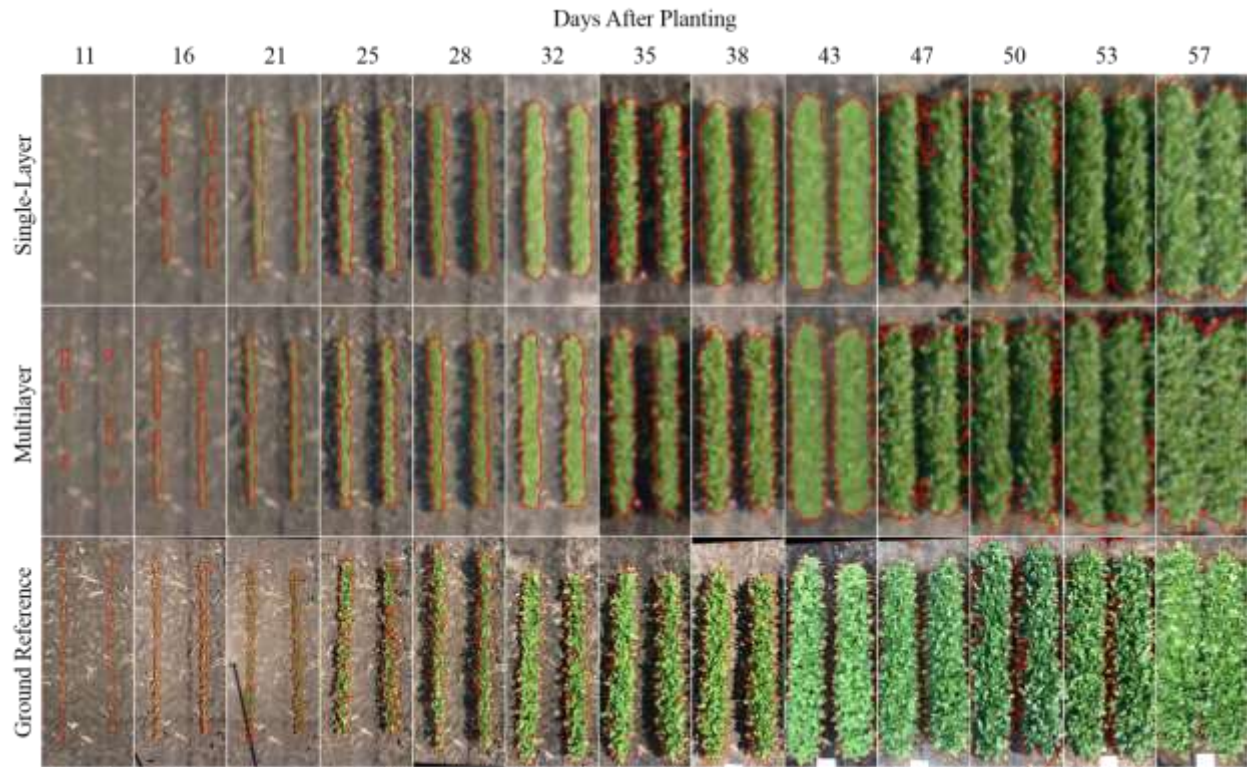 Days After Planting
11 16 21 25 28 32 35 38 43 47 50 53 57
Single-Layer
Multilayer
Ground Reference